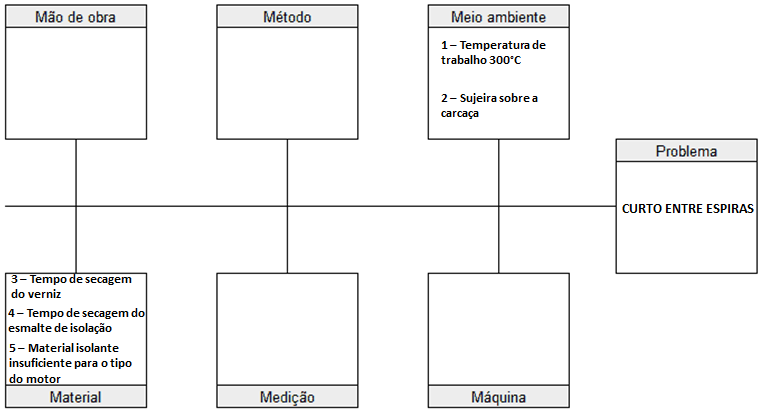 Mão de obra
Método
Meio ambiente
1 – Temperatura de
trabalho 300°C
2 – Sujeira sobre a
carcaça
Problema
CURTO ENTRE ESPIRAS
3 – Tempo de secagem
do verniz
4 – Tempo de secagem do
esmalte de isolação
5 – Material isolante
insuficiente para o tipo
do motor
Material
Medição
Máquina